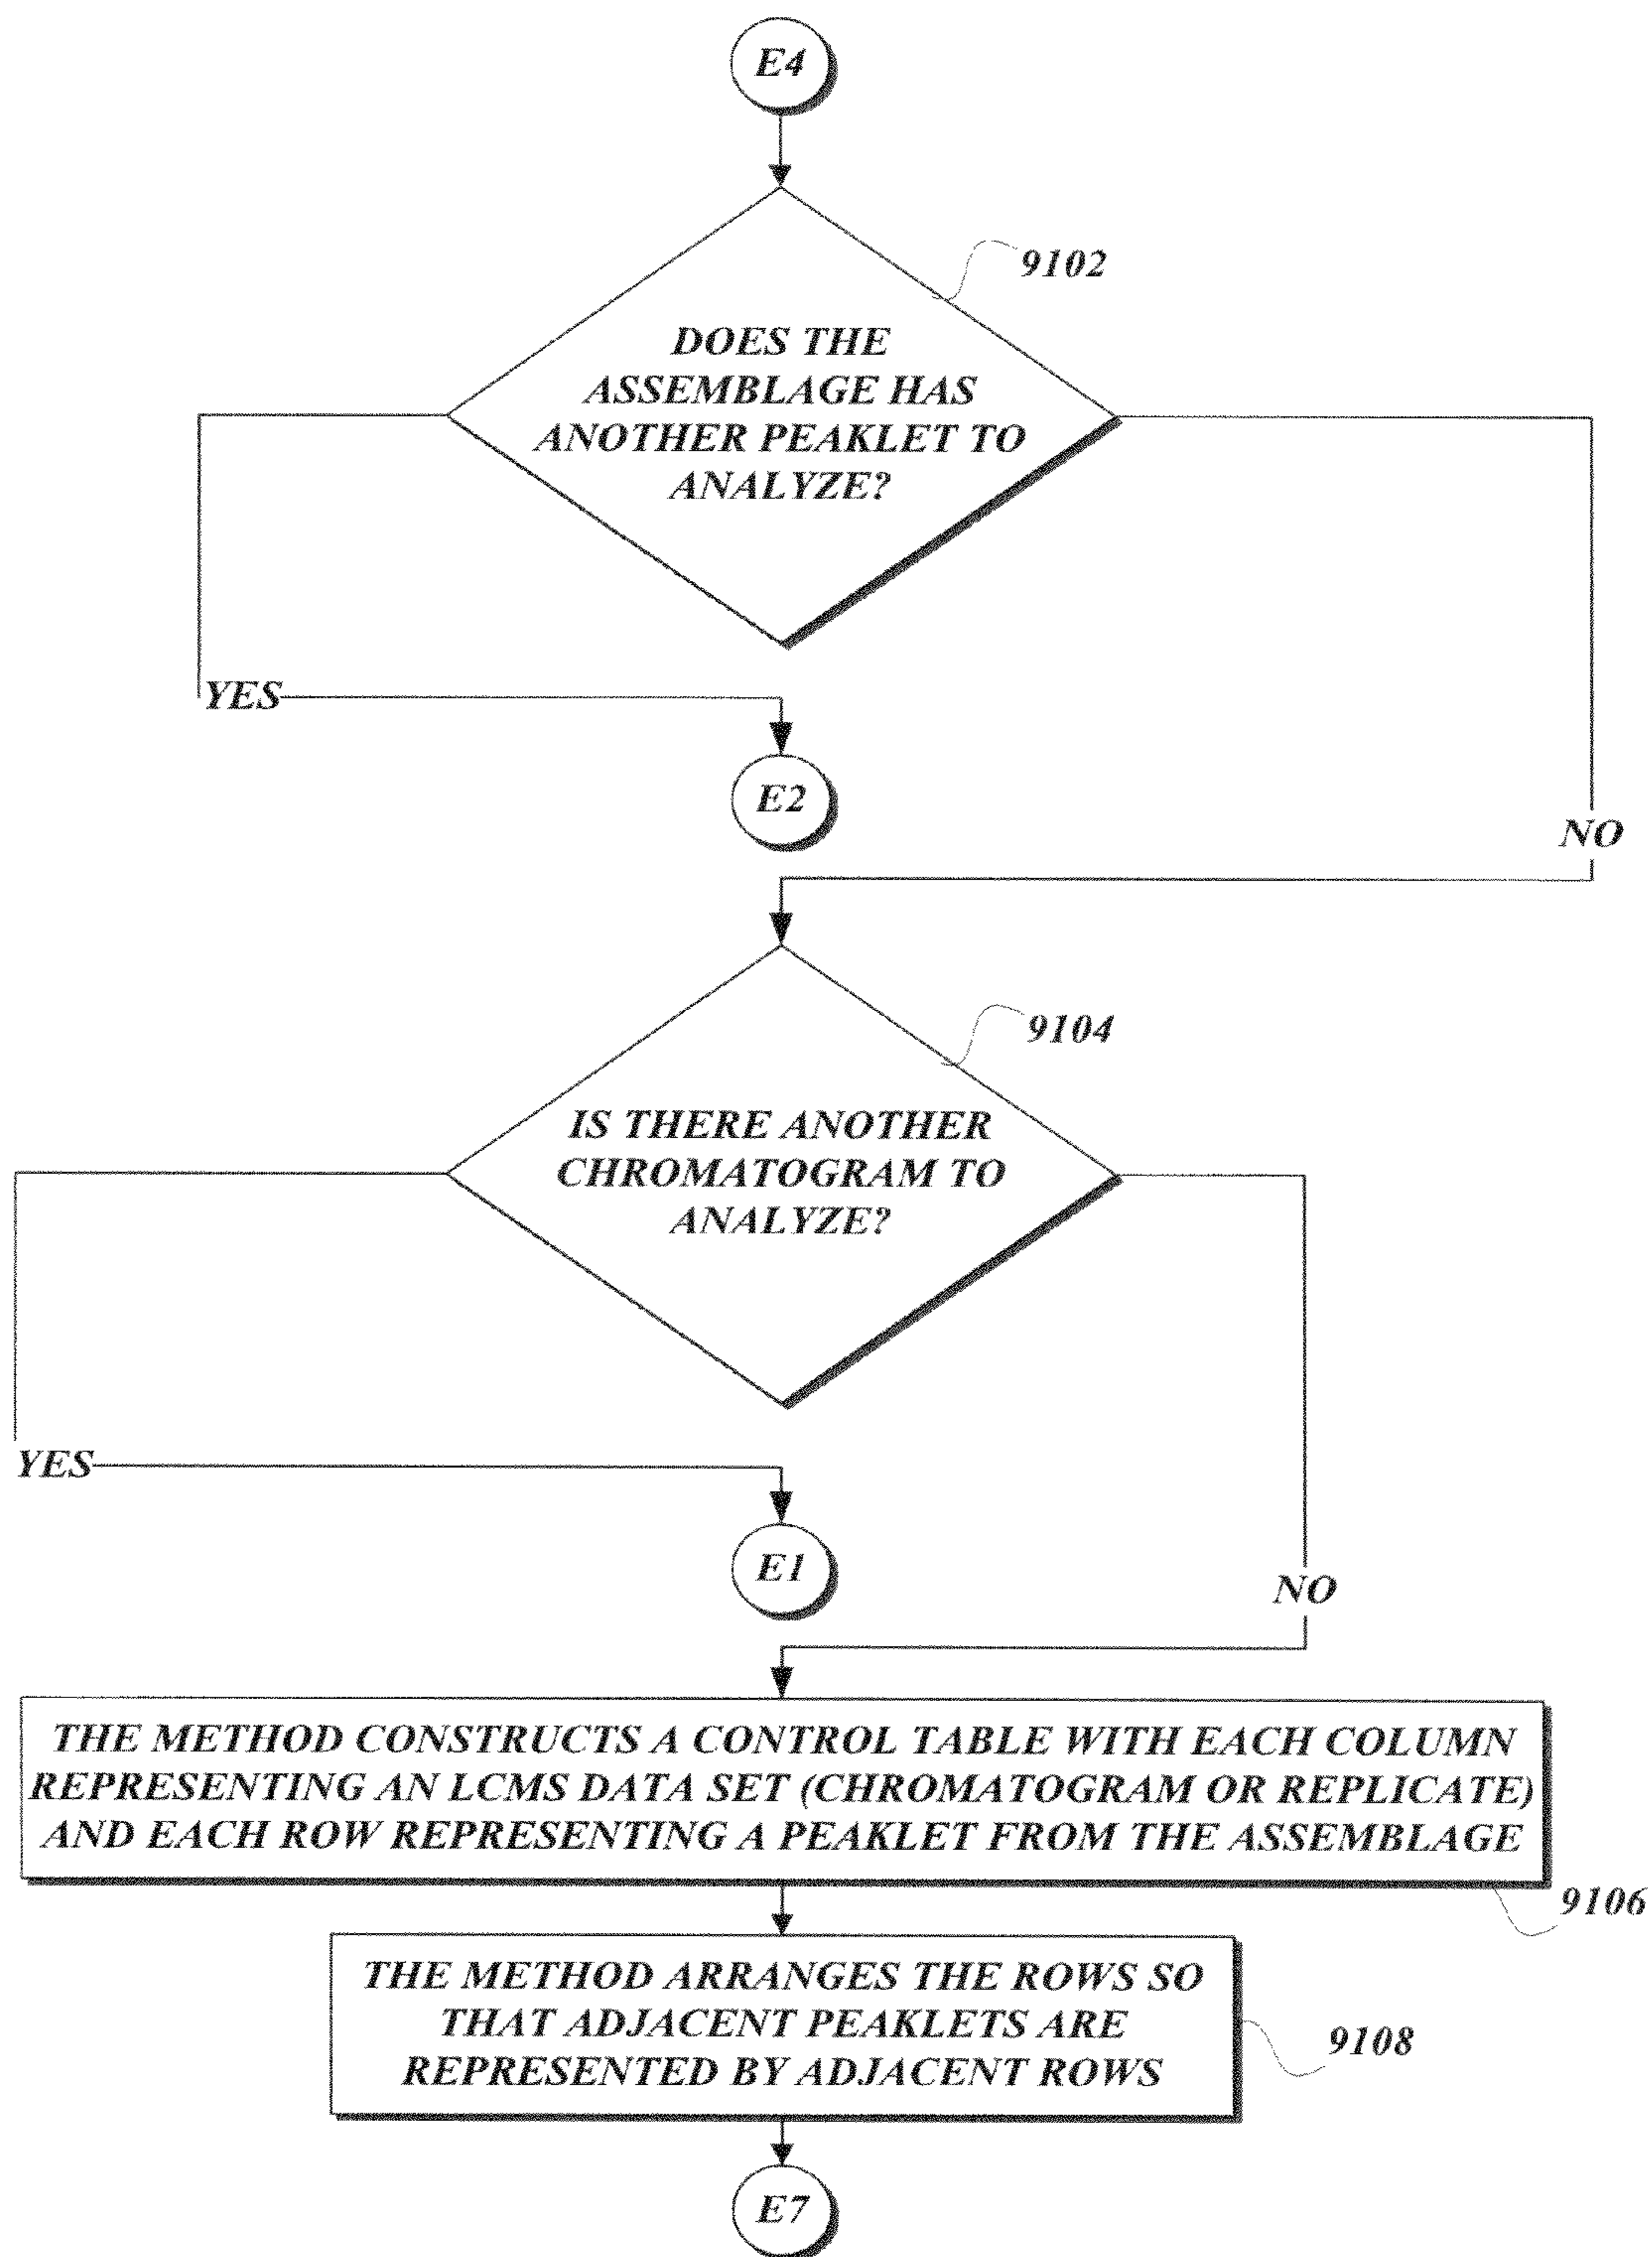 E4
9102
DOES THE
ASSEMBLAGE HAS
ANOTHER PEAKLET TO
ANALYZE?
YES
E2
NO
9104
IS THERE ANOTHER
CHROMATOGRAM TO
ANALYZE?
YES
E1
NO
THE METHOD CONSTRUCTS A CONTROL TABLE WITH EACH COLUMN
REPRESENTING AN LCMS DATA SET (CHROMATOGRAM OR REPLICATE)
AND EACH ROW REPRESENTING A PEAKLET FROM THE ASSEMBLAGE
9106
THE METHOD ARRANGES THE ROWS SO
THAT ADJACENT PEAKLETS ARE
REPRESENTED BY ADJACENT ROWS
9108
E7